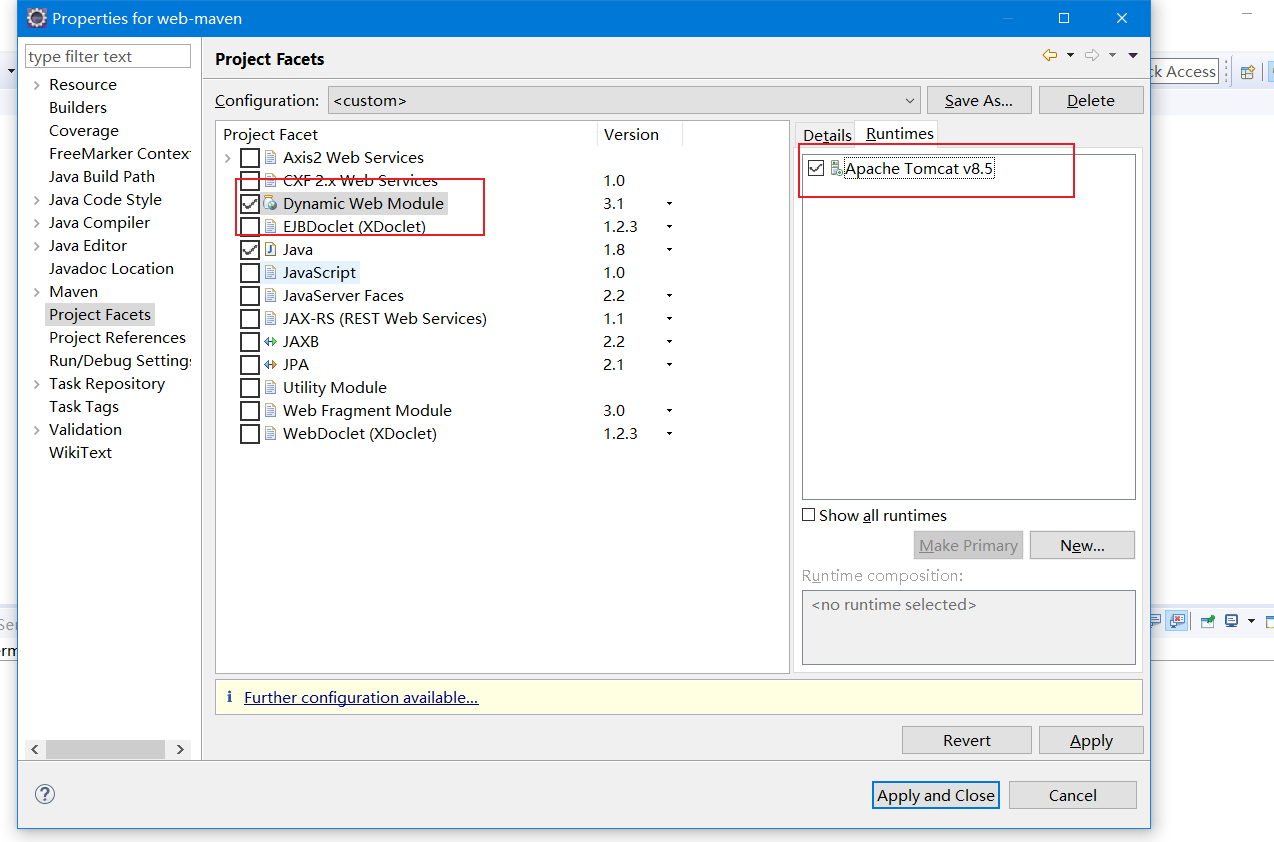 Properties for web-maven
type filter text
Resource
Builders
Coverage
FreeMarker Context
Java Build Path
Java Code Style
Java Compiler
Java Editor
Javadoc Location
Maven
Project Facets
Project References
Run/Debug Settings
Task Repository
Task Tags
Validation
WikiText
Project Facets
Configuration: <custom> Save As... Delete
Project Facet Version
Axis2 Web Services
CXF 2.x Web Services 1.0
Dynamic Web Module 3.1
EJBDoclet (XDoclet) 1.2.3
Java 1.8
JavaScript 1.0
JavaServer Faces 2.2
JAX-RS (REST Web Services) 1.1
JAXB 2.2
JPA 2.1
Utility Module
Web Fragment Module 3.0
WebDoclet (XDoclet) 1.2.3
Details Runtimes
Apache Tomcat v8.5
Show all runtimes
Make Primary New...
Runtime composition:
<no runtime selected>
i Further configuration available...
Revert Apply
Apply and Close Cancel
?
ck Access
Ser
erm